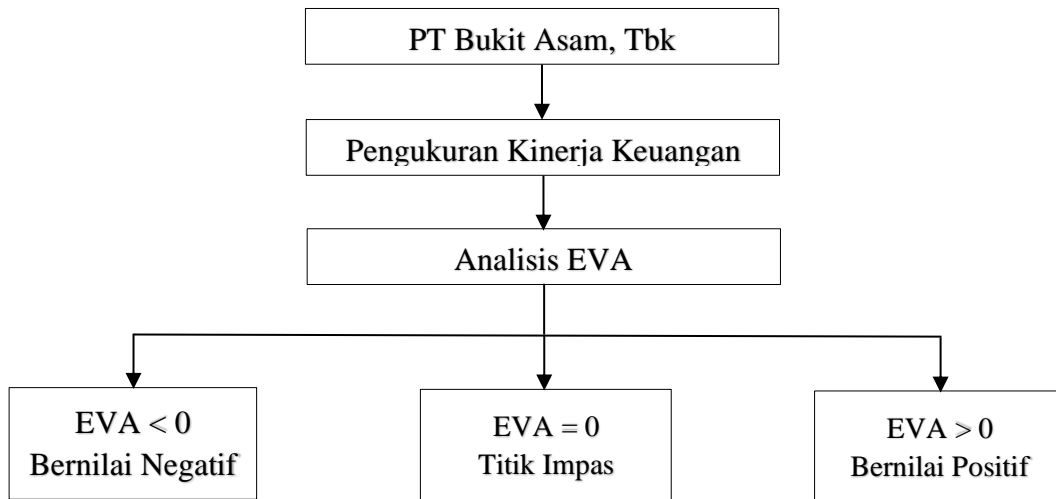 PT Bukit Asam, Tbk
Pengukuran Kinerja Keuangan
Analisis EVA
EVA < 0
Bernilai Negatif
EVA = 0
Titik Impas
EVA > 0
Bernilai Positif